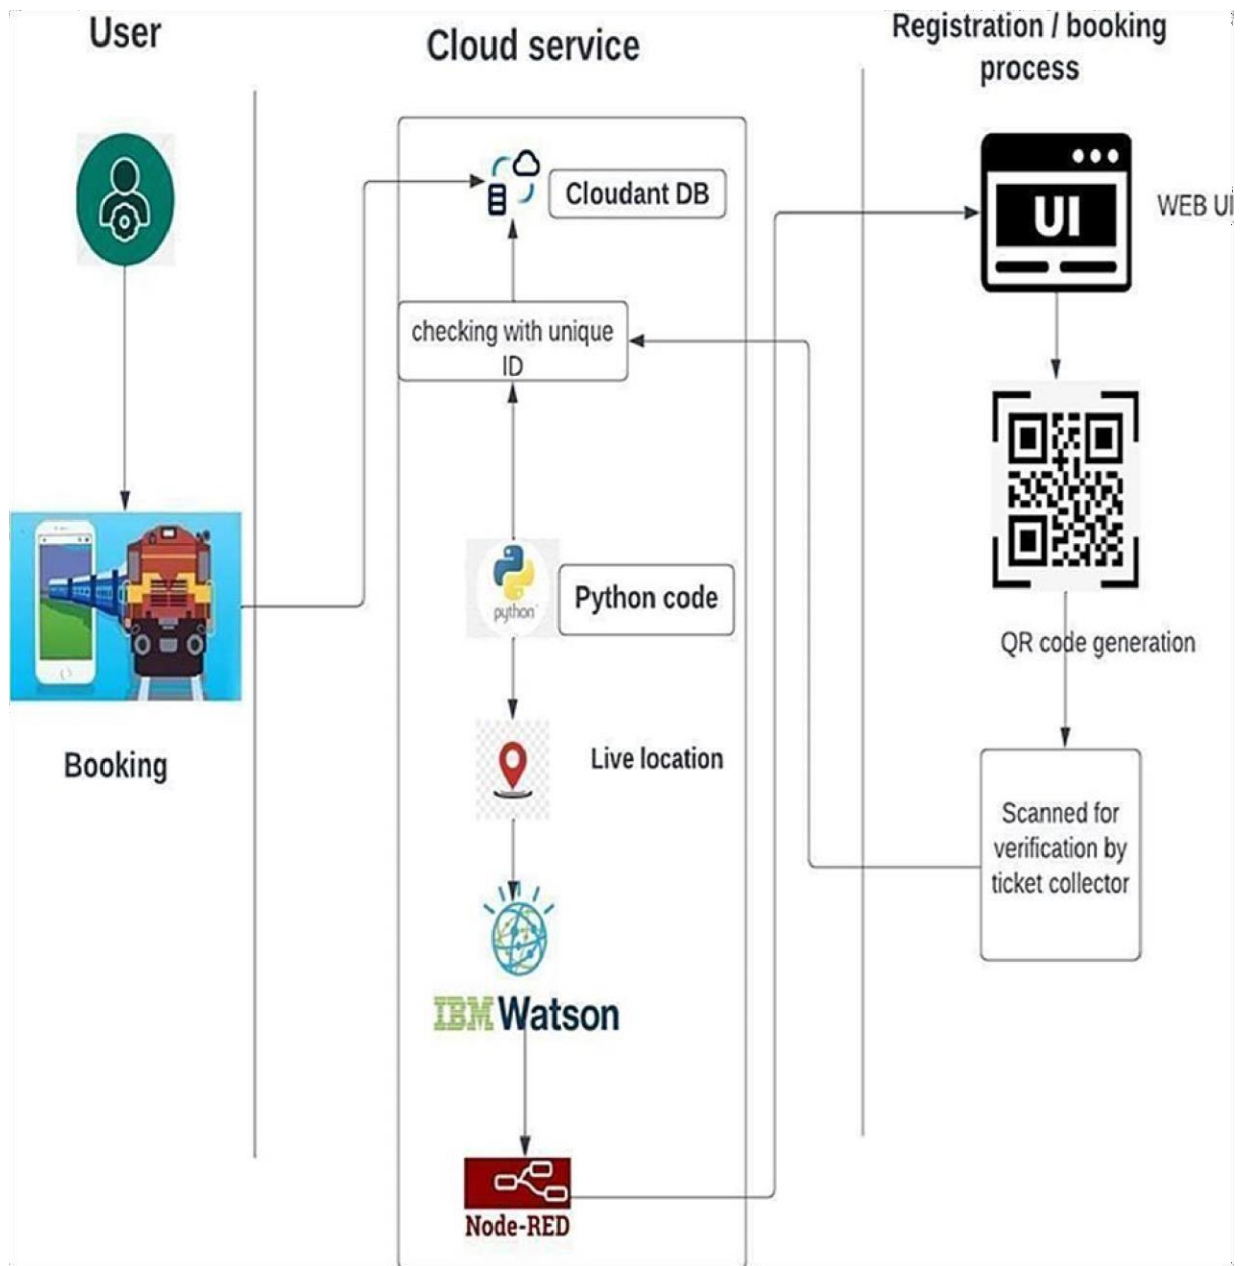 User
Cloud service
Registration / booking
process
Cloudant DB
UI
WEB UI
checking with unique
ID
python
Python code
QR code generation
Live location
Booking
Scanned for
verification by
ticket collector
IBM Watson
Node-RED